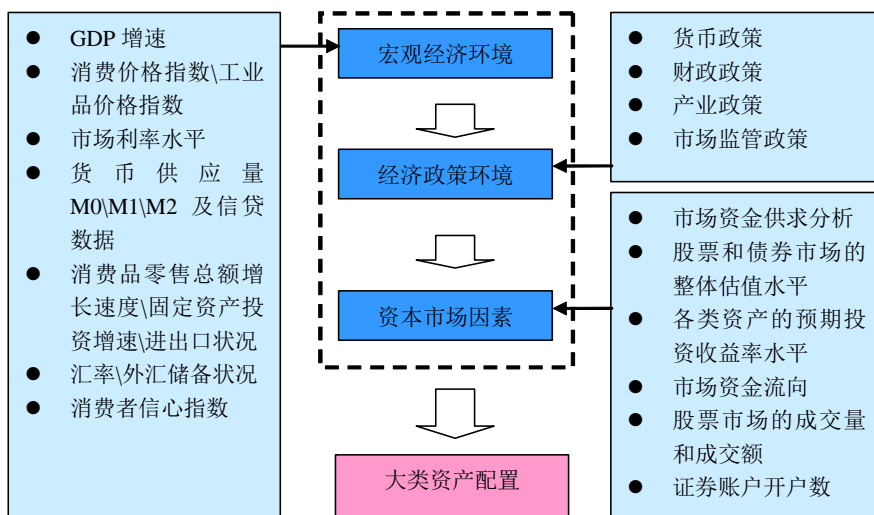 ● GDP 增速
● 消费价格指数\工业
品价格指数
● 市场利率水平
● 货币供应量
M0\M1\M2 及信贷
数据
● 消费品零售总额增
长速度\固定资产投
资增速\进出口状况
● 汇率\外汇储备状况
● 消费者信心指数
宏观经济环境
经济政策环境
资本市场因素
大类资产配置
● 货币政策
● 财政政策
● 产业政策
● 市场监管政策
● 市场资金供求分析
● 股票和债券市场的
整体估值水平
● 各类资产的预期投
资收益率水平
● 市场资金流向
● 股票市场的成交量
和成交额
● 证券账户开户数